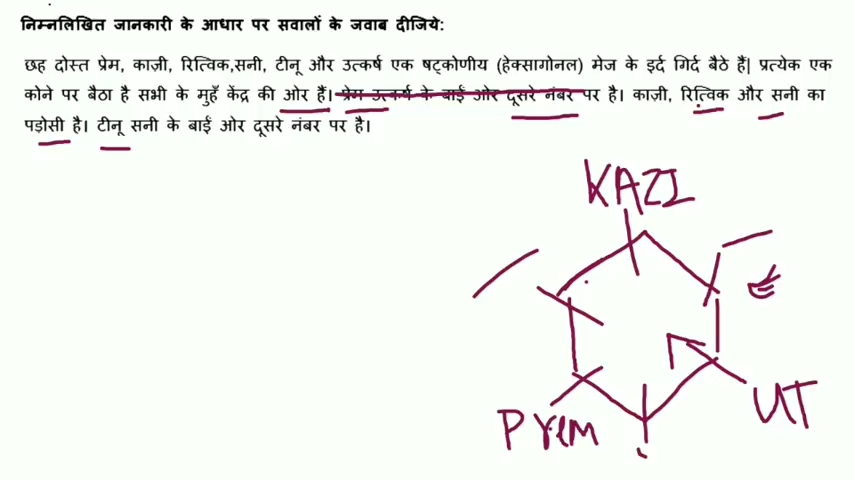 निम्नलिखित जानकारी के आधार पर सवालों के जवाब दीजिये:
छह दोस्त प्रेम, काज़ी, रित्विक,सनी, टीनू और उत्कर्ष एक षट्कोणीय (हेक्सागोनल) मेज के इर्द गिर्द बैठे हैं| प्रत्येक एक
कोने पर बैठा है सभी के मुहँ केंद्र की ओर हैं। प्रेम उत्कर्ष के बाई ओर दूसरे नंबर पर है। काज़ी, रित्विक और सनी का
पड़ोसी है। टीनू सनी के बाई ओर दूसरे नंबर पर है।
KAZI
UT
Prem